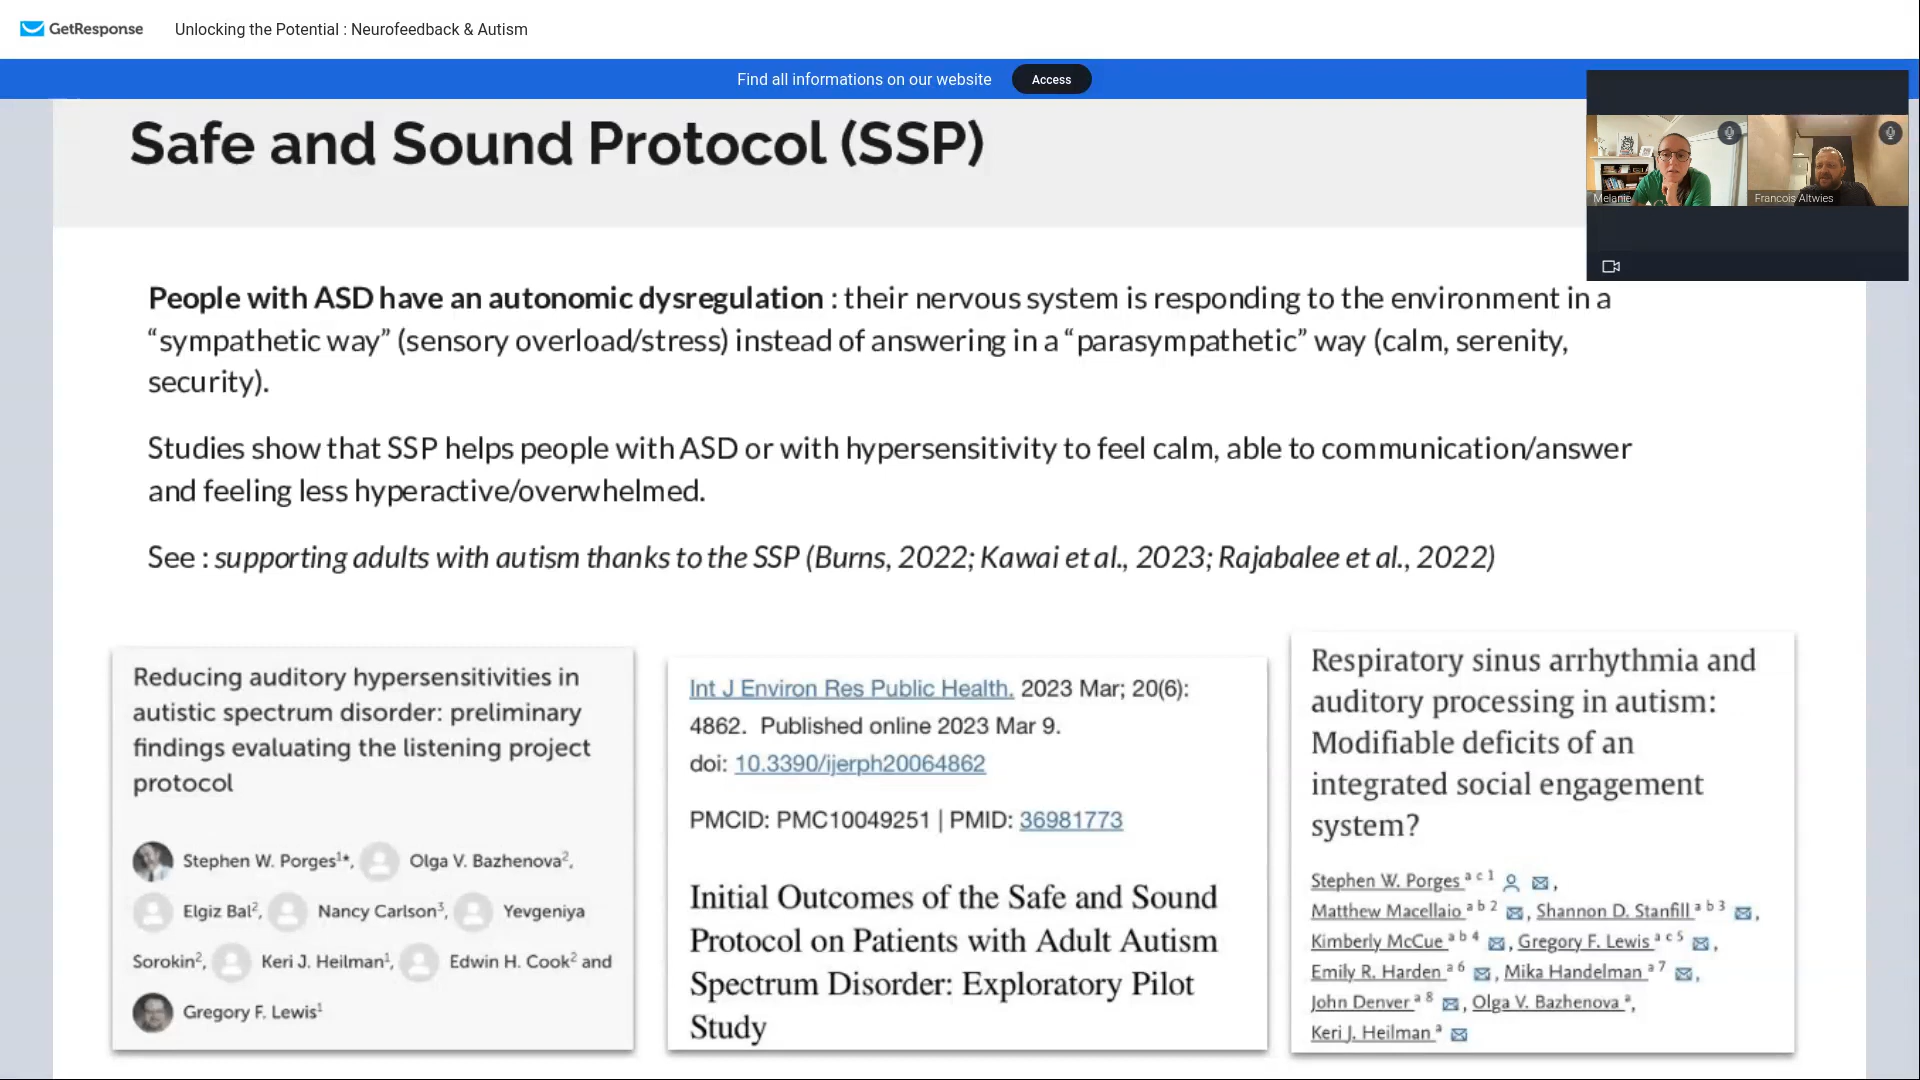 GetResponse
Unlocking the Potential : Neurofeedback & Autism
Find all informations on our website
Access
Safe and Sound Protocol (SSP)
Melanie
Francois Altwies
People with ASD have an autonomic dysregulation : their nervous system is responding to the environment in a
“sympathetic way” (sensory overload/stress) instead of answering in a “parasympathetic” way (calm, serenity,
security).
Studies show that SSP helps people with ASD or with hypersensitivity to feel calm, able to communication/answer
and feeling less hyperactive/overwhelmed.
See : supporting adults with autism thanks to the SSP (Burns, 2022; Kawai et al., 2023; Rajabalee et al., 2022)
Reducing auditory hypersensitivities in
autistic spectrum disorder: preliminary
findings evaluating the listening project
protocol
Stephen W. Porges1*, Olga V. Bazhenova2,
Elgiz Bal2, Nancy Carlson3, Yevgeniya
Sorokin2, Keri J. Heilman1, Edwin H. Cook2 and
Gregory F. Lewis1
Int J Environ Res Public Health. 2023 Mar; 20(6):
4862. Published online 2023 Mar 9.
doi: 10.3390/ijerph20064862
PMCID: PMC10049251 | PMID: 36981773
Initial Outcomes of the Safe and Sound
Protocol on Patients with Adult Autism
Spectrum Disorder: Exploratory Pilot
Study
Respiratory sinus arrhythmia and
auditory processing in autism:
Modifiable deficits of an
integrated social engagement
system?
Stephen W. Porges a c 1 ,
Matthew Macellaio a b 2 , Shannon D. Stanfill a b 3 ,
Kimberly McCue a b 4 , Gregory F. Lewis a c 5 ,
Emily R. Harden a 6 , Mika Handelman a 7 ,
John Denver a 8 , Olga V. Bazhenova a ,
Keri J. Heilman a